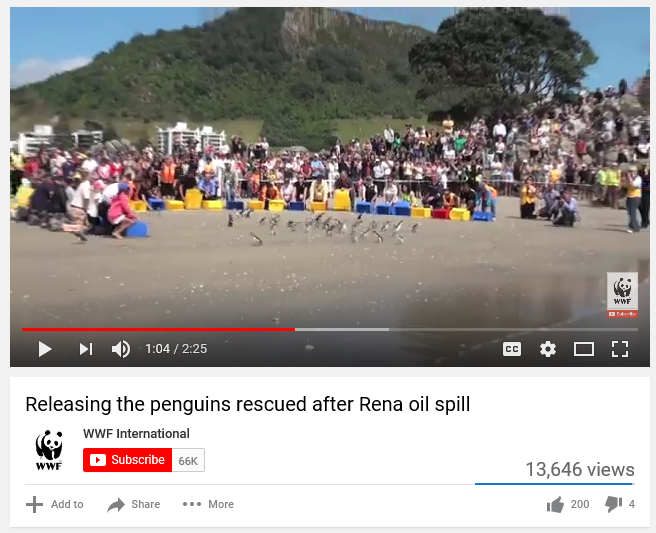 WWF
Subscribe
1:04 / 2:25
CC
Releasing the penguins rescued after Rena oil spill
WWF International
WWF
Subscribe 66K
13,646 views
Add to Share More 200 4